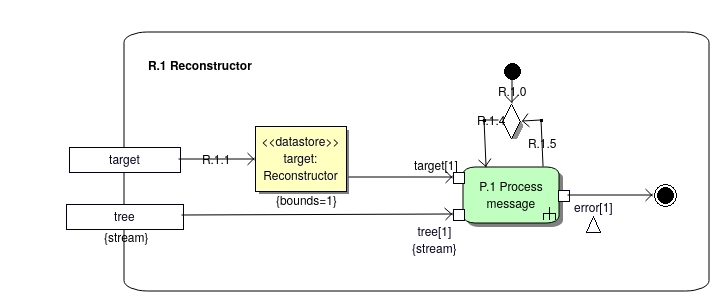 R.1 Reconstructor
R.1.0
R.1.4
R.1.5
target
R.1.1
<<datastore>>
target:
Reconstructor
{bounds=1}
target[1]
P.1 Process
message
error[1]
tree
{stream}
tree[1]
{stream}